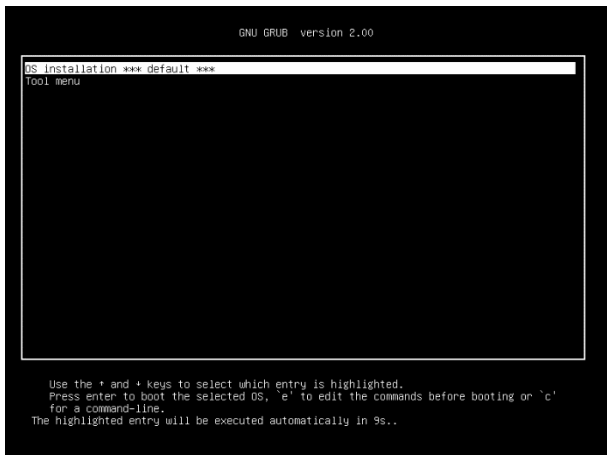 GNU GRUB version 2.00
OS installation *** default ***
Tool menu
Use the ↑ and ↓ keys to select which entry is highlighted.
Press enter to boot the selected OS, `e' to edit the commands before booting or `c'
for a command-line.
The highlighted entry will be executed automatically in 9s..